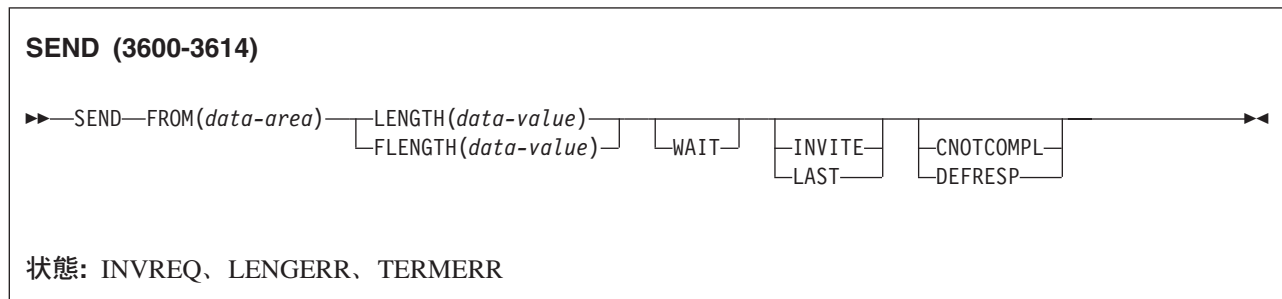 SEND (3600-3614)
SEND FROM(data-area) LENGTH(data-value)
FLENGTH(data-value) WAIT INVITE CNOTCOMPL
LAST DEFRESP
状態: INVREQ、LENGERR、TERMERR